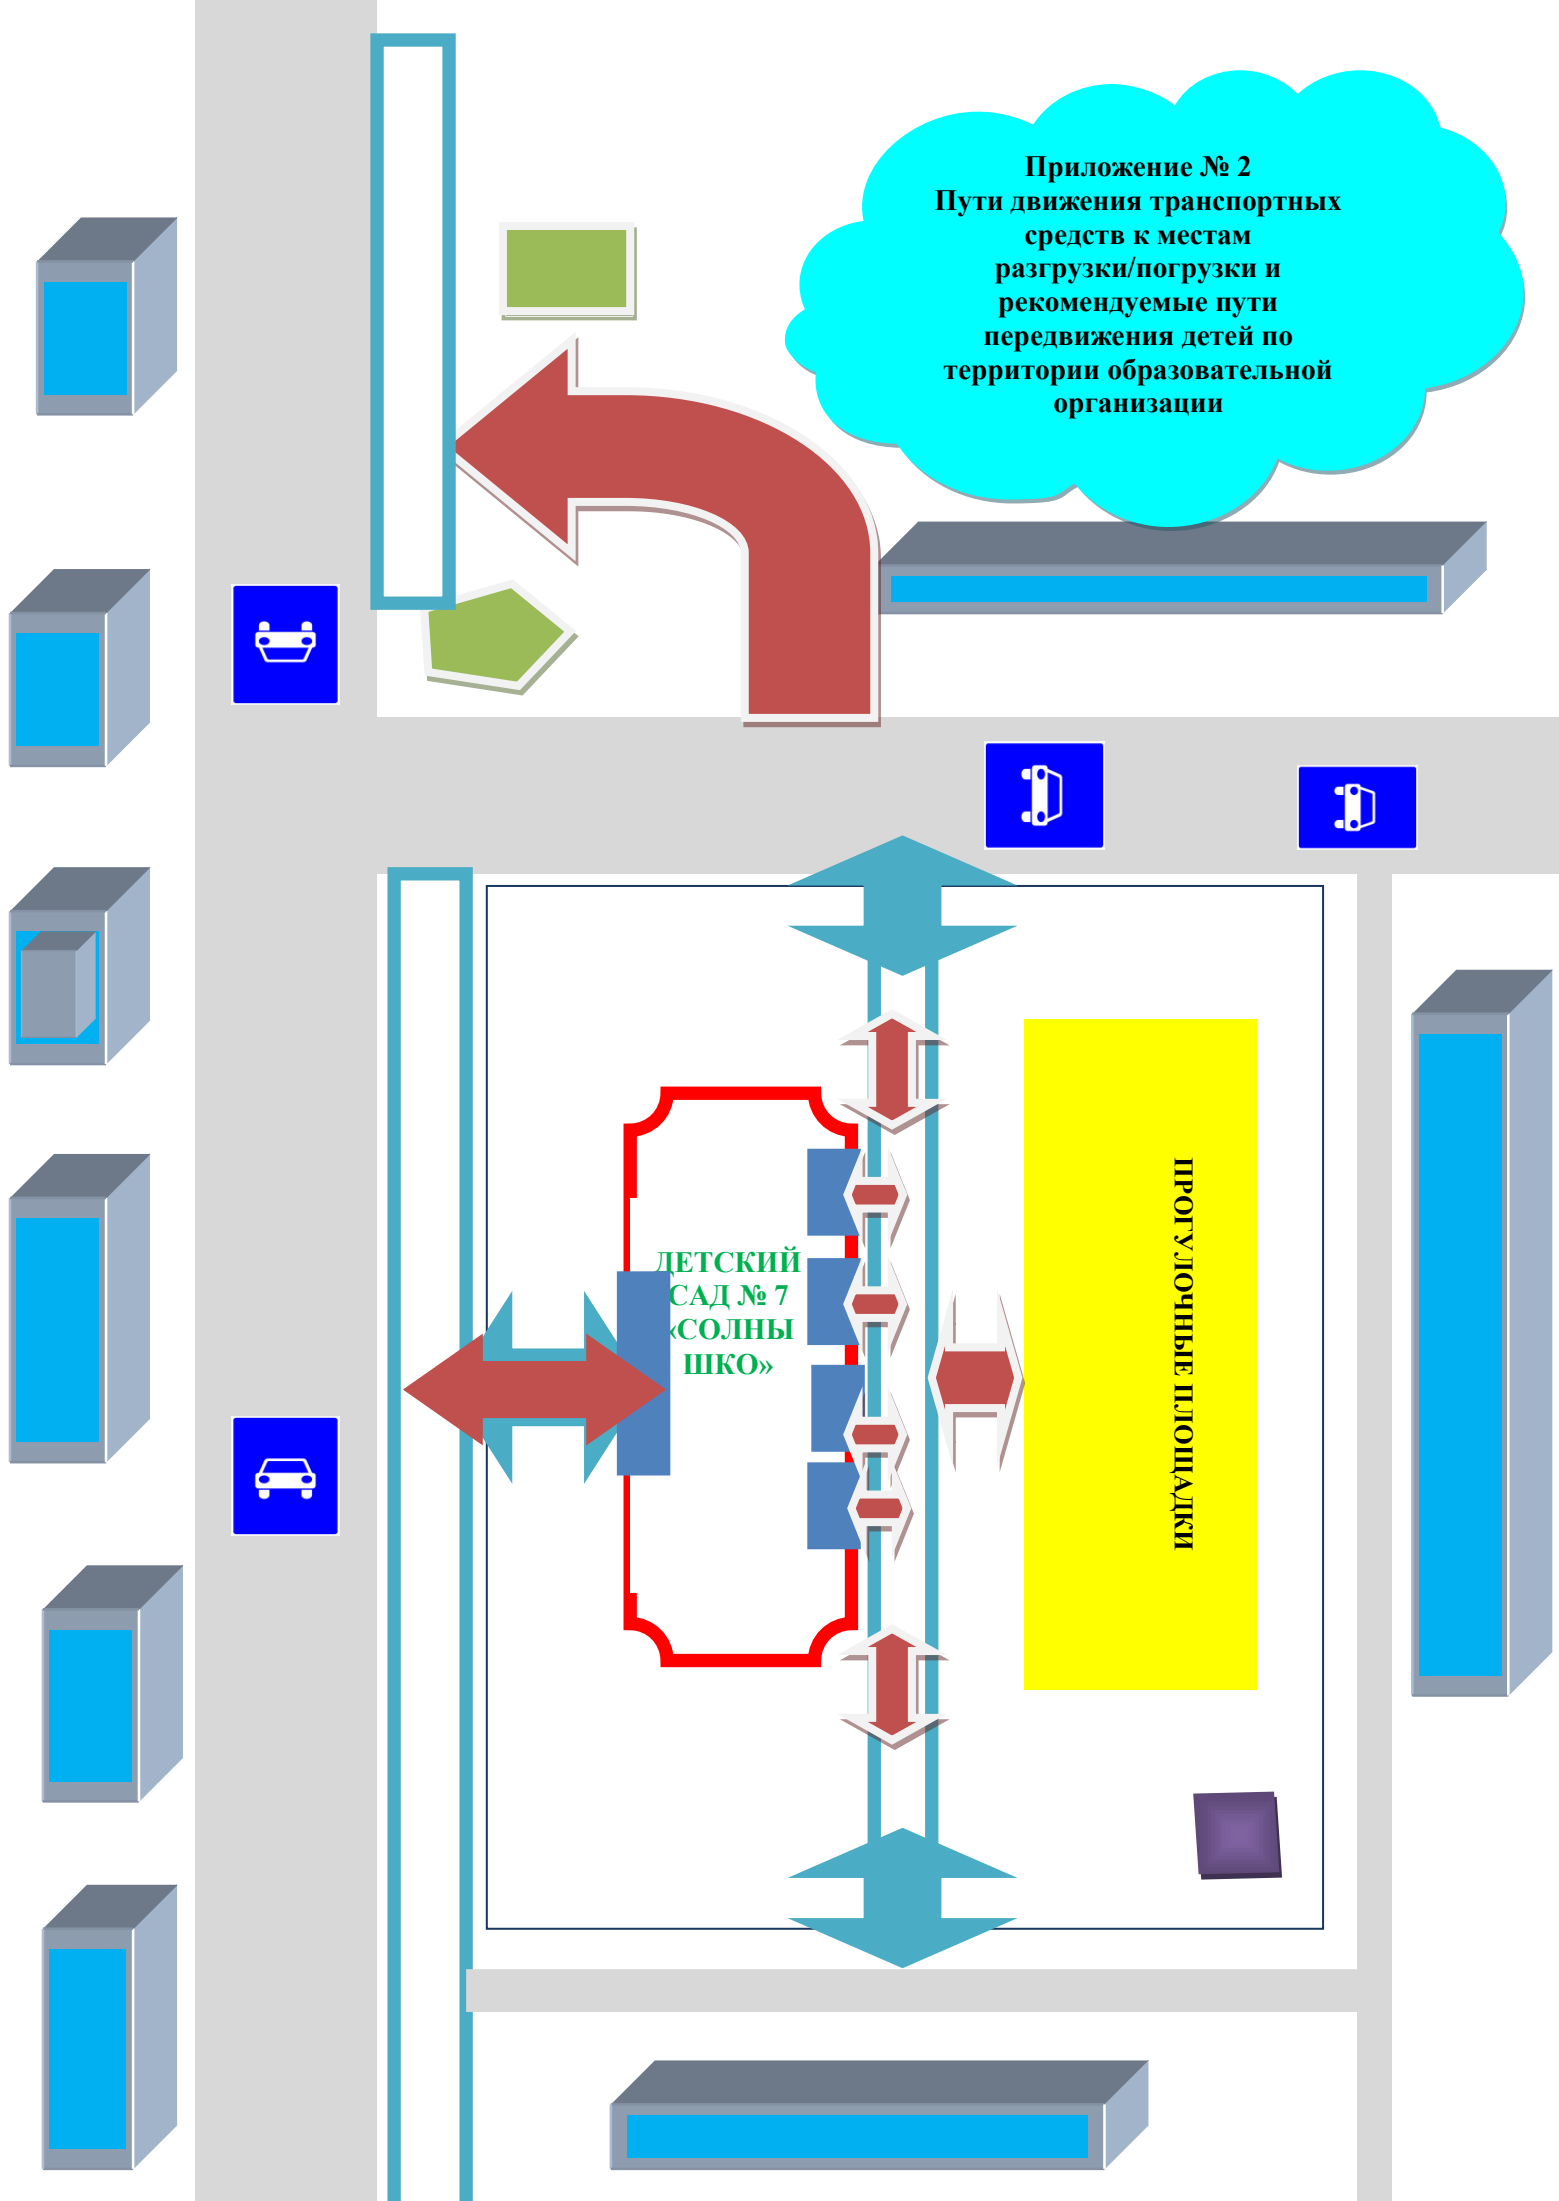 Приложение № 2
Пути движения транспортных
средств к местам
разгрузки/погрузки и
рекомендуемые пути
передвижения детей по
территории образовательной
организации
ДЕТСКИЙ
САД № 7
«СОЛНЫ
ШКО»
ПРОГУЛОЧНЫЕ ПЛОЩАДКИ